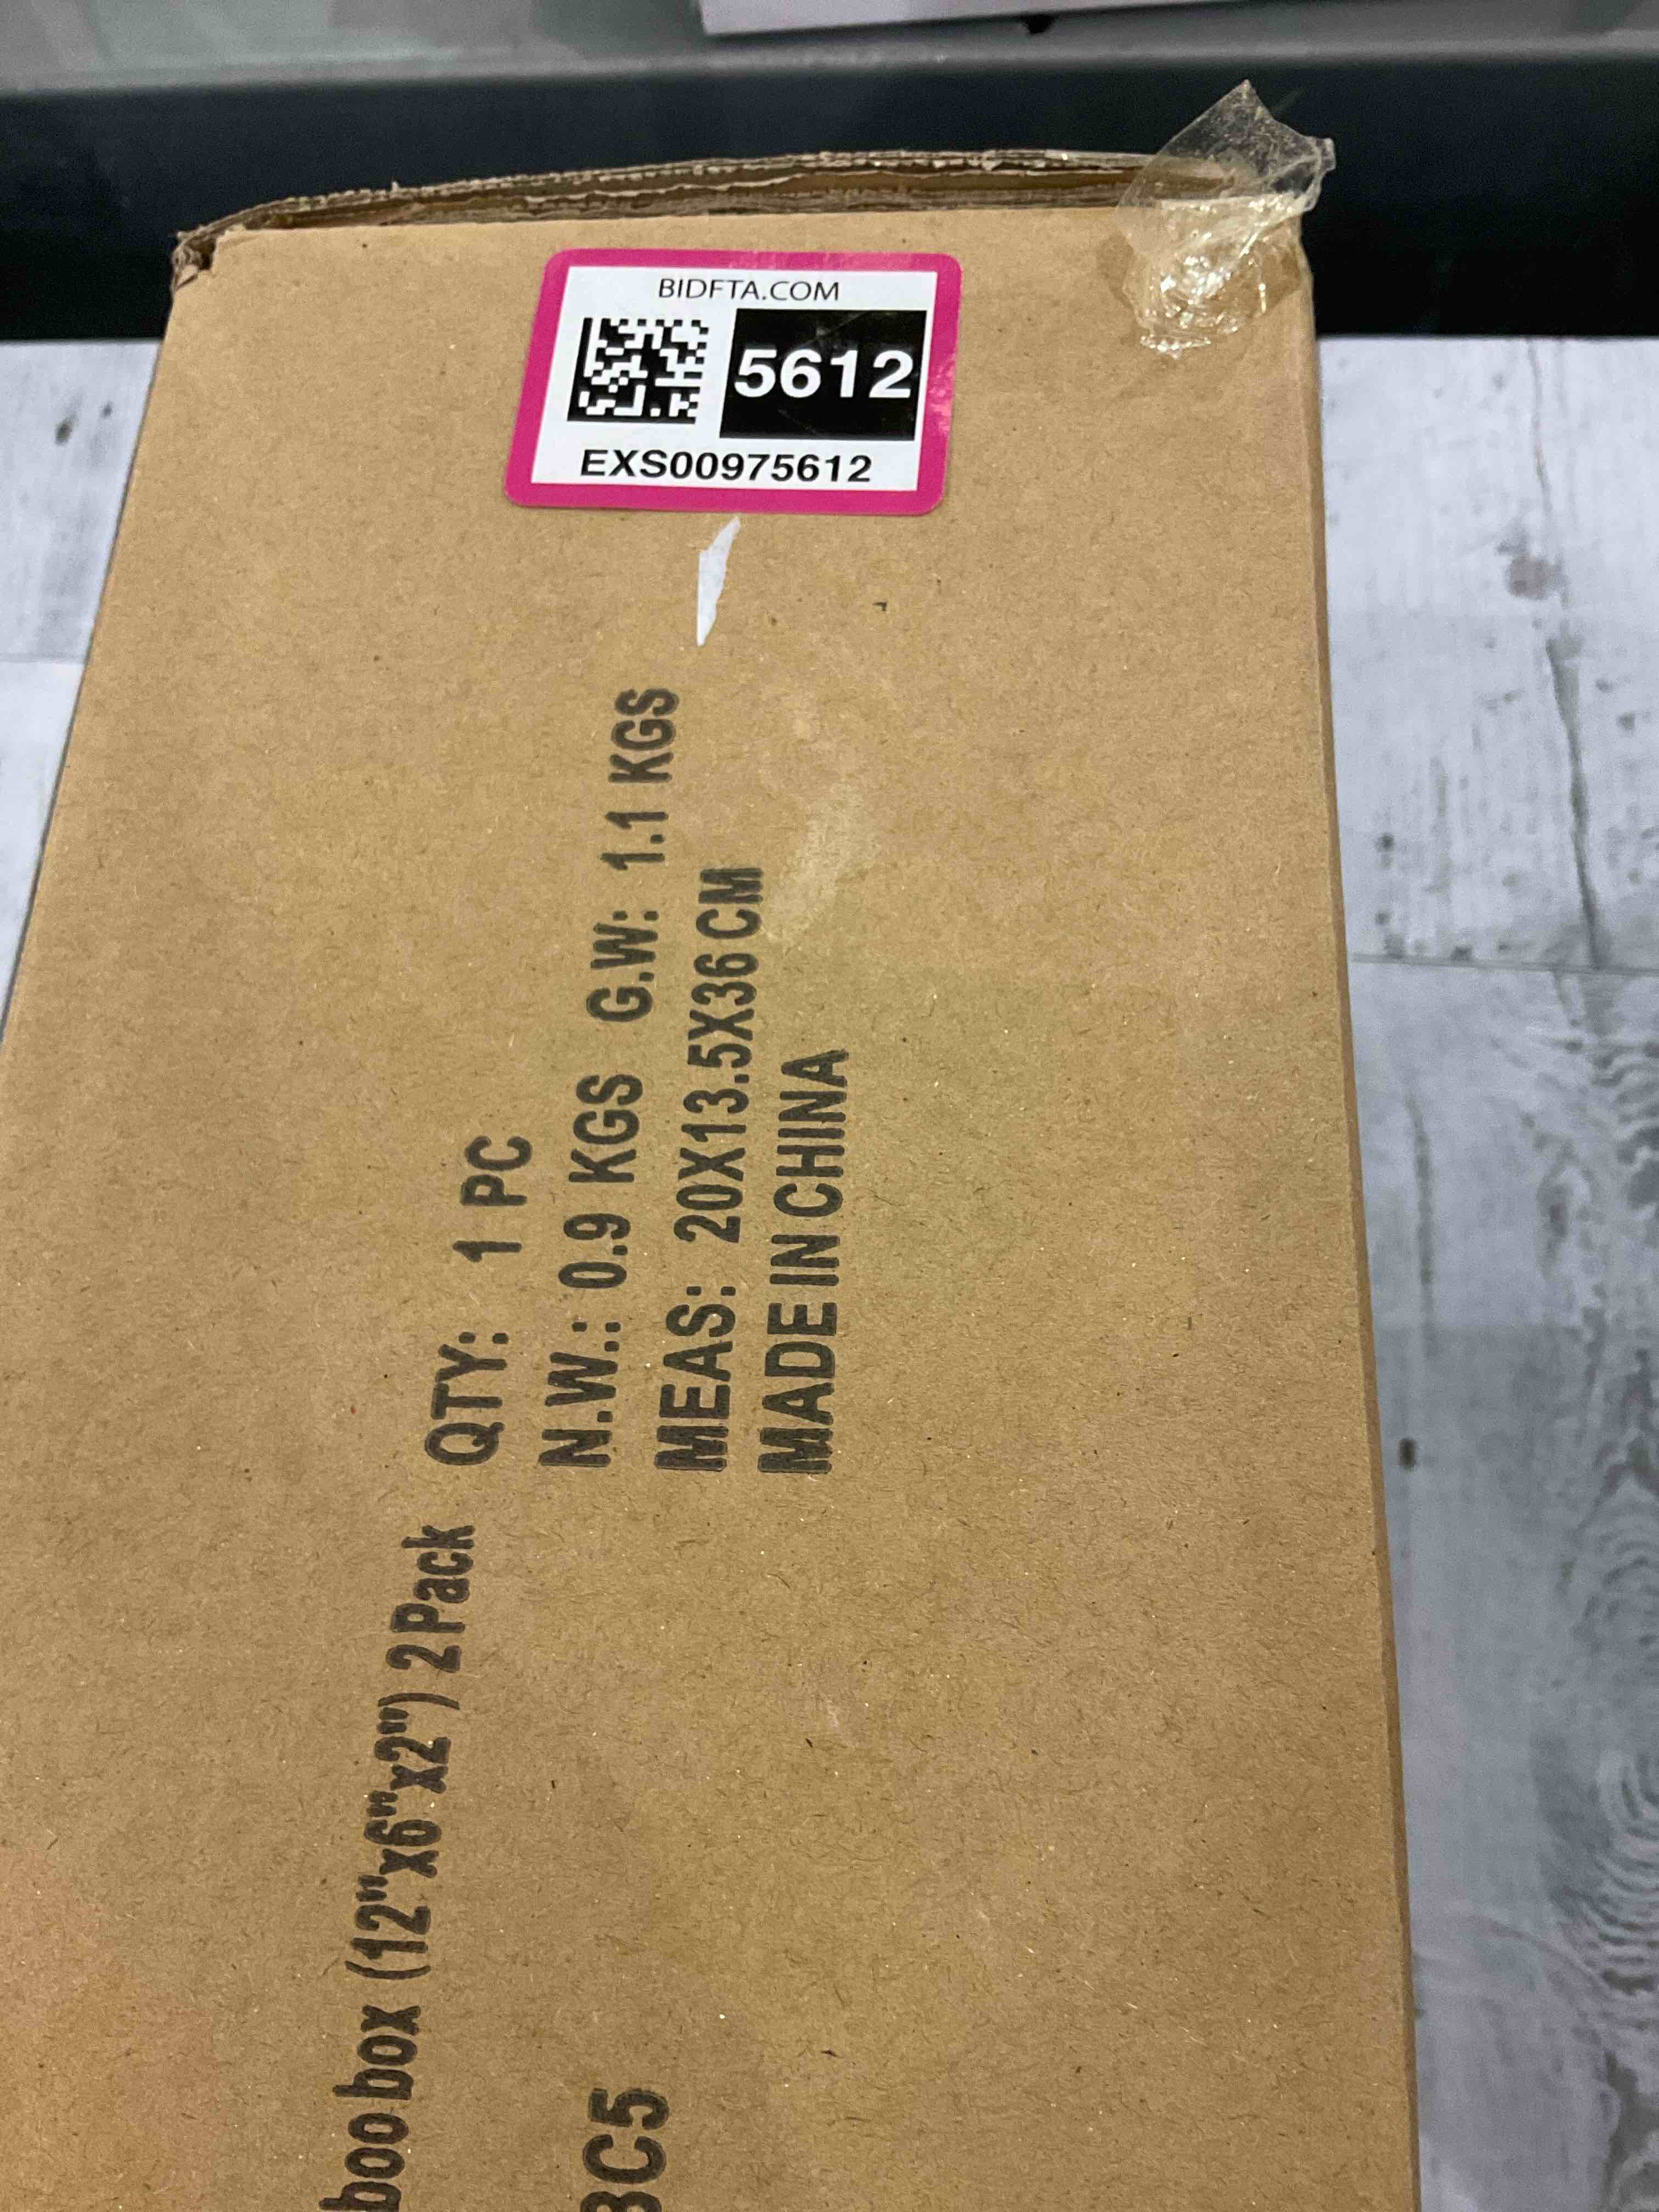 BIDFTA.COM
5612
EXS00975612
boo box (12"x6"x2") 2Pack
QTY: 1 PC
N.W.: 0.9 KGS G.W: 1.1 KGS
MEAS: 20X13.5X36 CM
MADE IN CHINA
C5